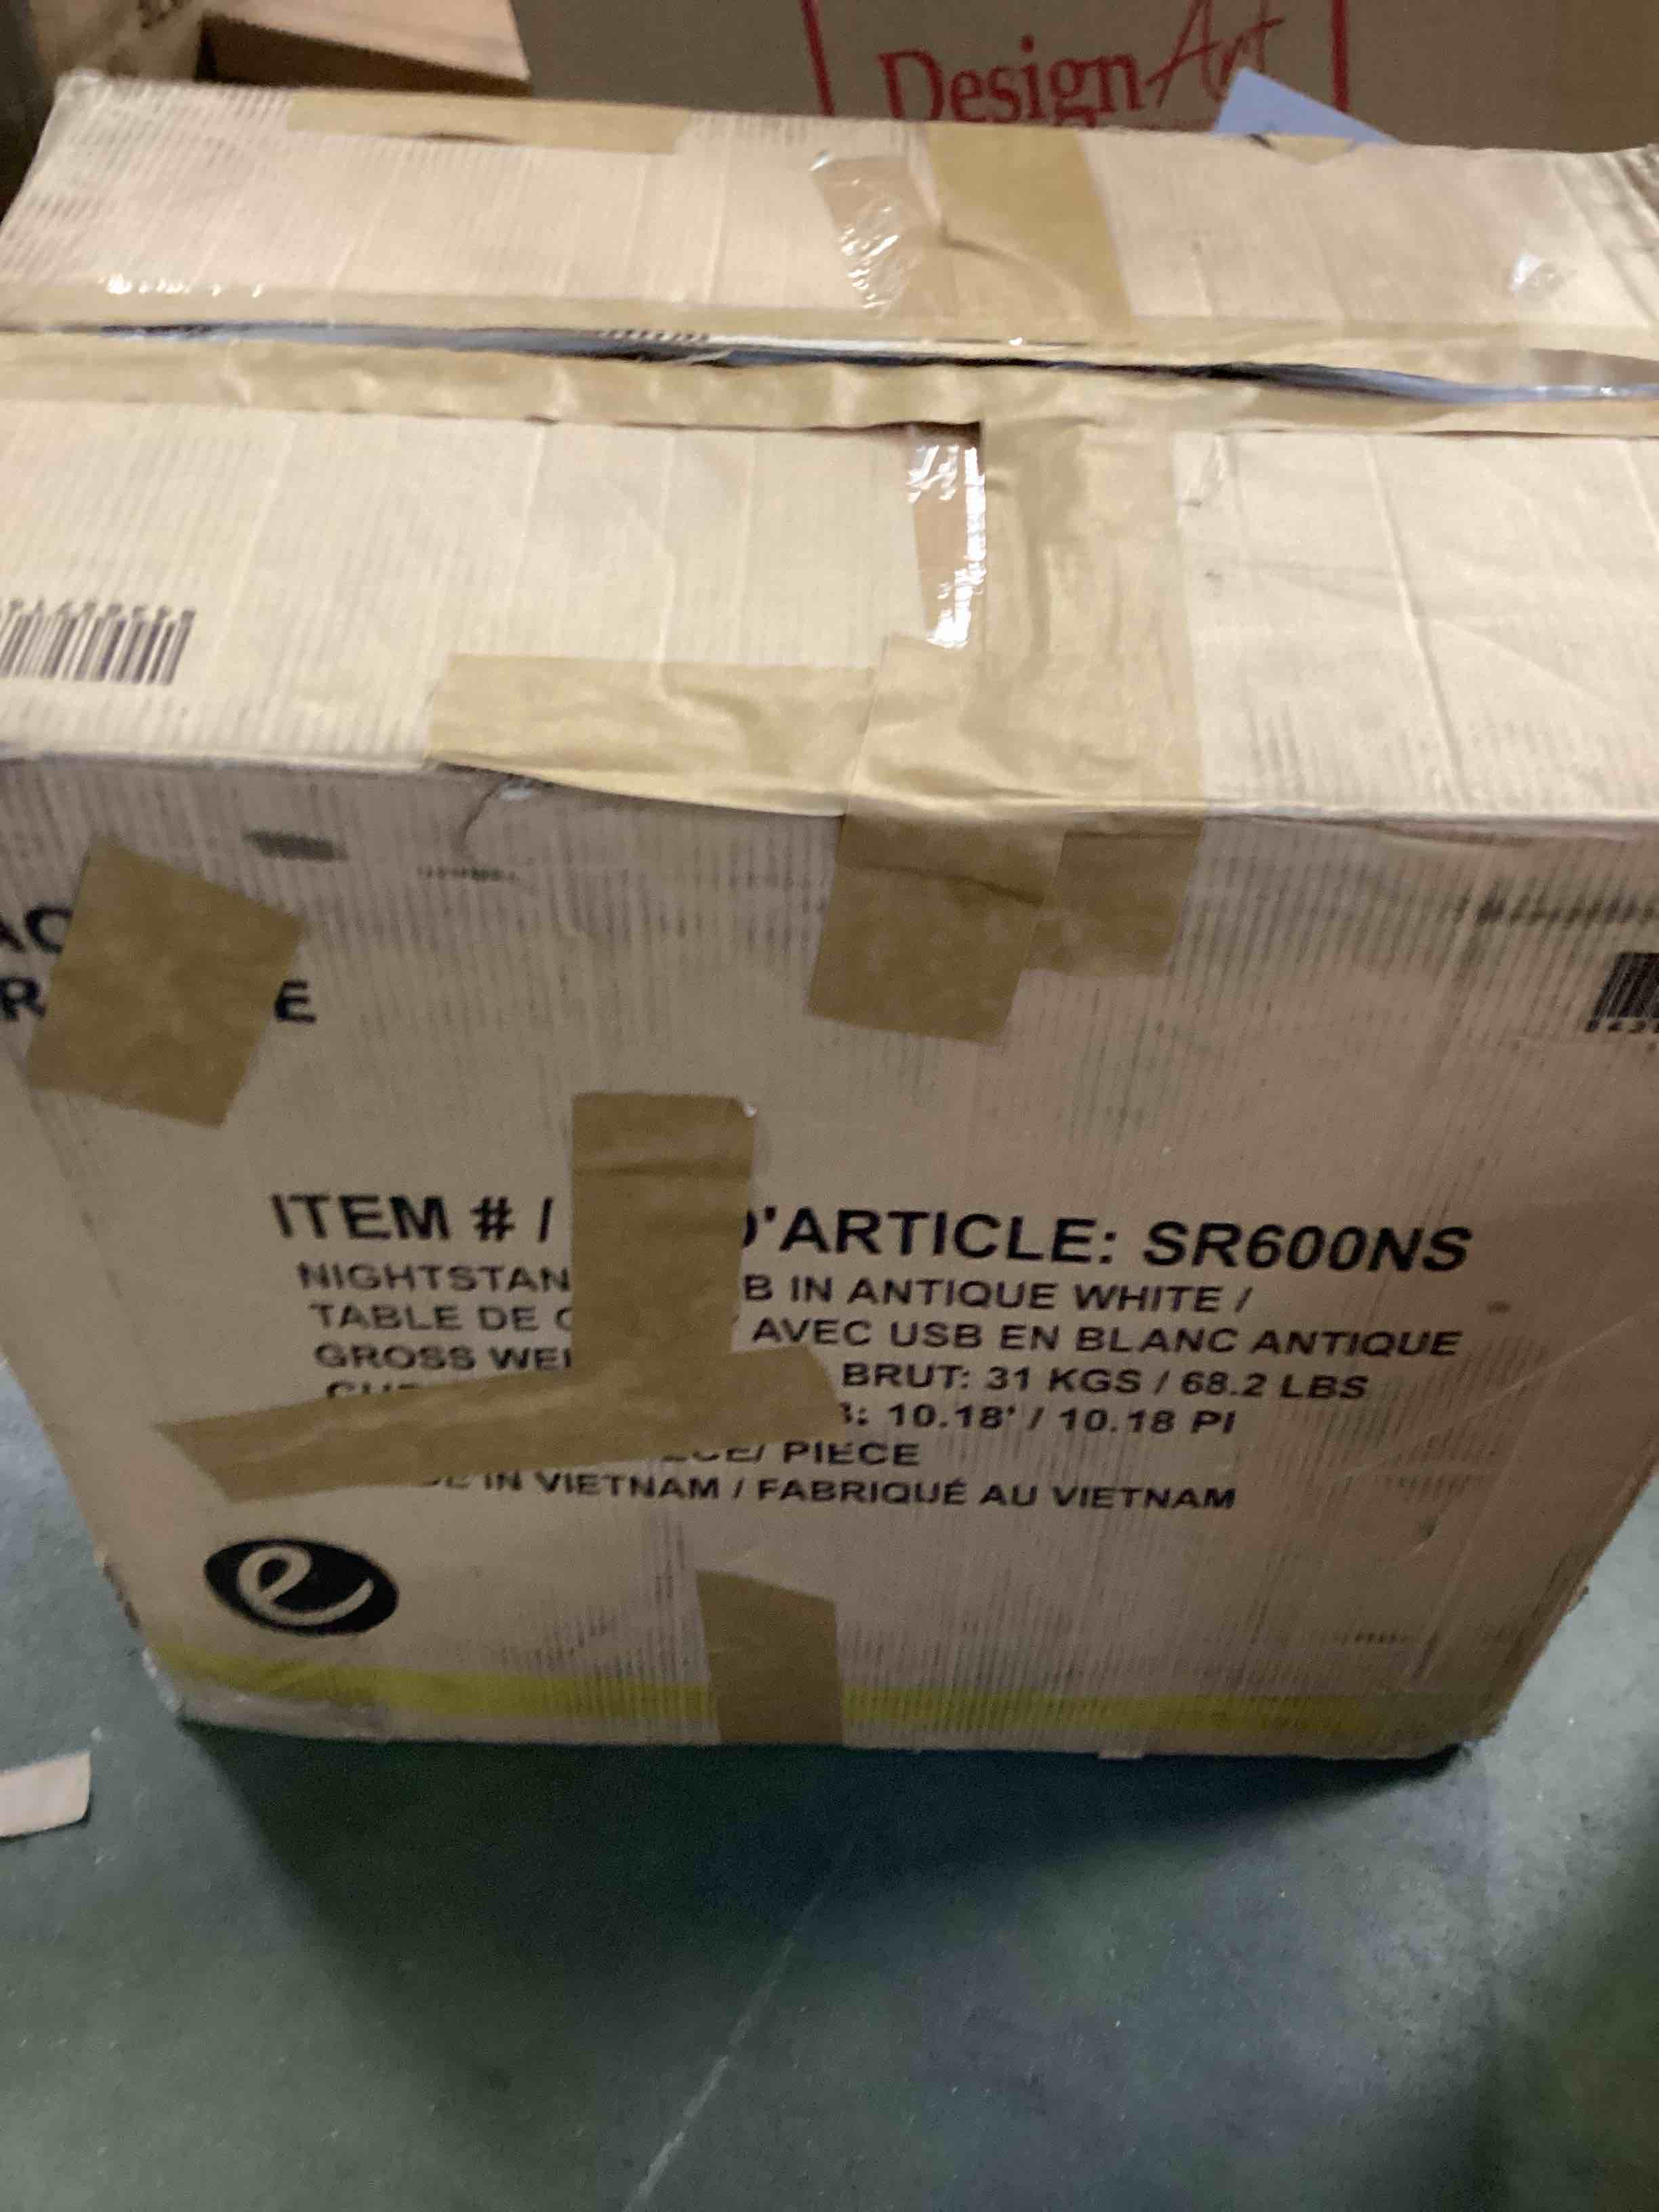 Design Art
E
ITEM # / D'ARTICLE: SR600NS
NIGHTSTAN B IN ANTIQUE WHITE /
TABLE DE C AVEC USB EN BLANC ANTIQUE
GROSS WEI BRUT: 31 KGS / 68.2 LBS
: 10.18' / 10.18 PI
PIECE
IN VIETNAM / FABRIQUÉ AU VIETNAM
e